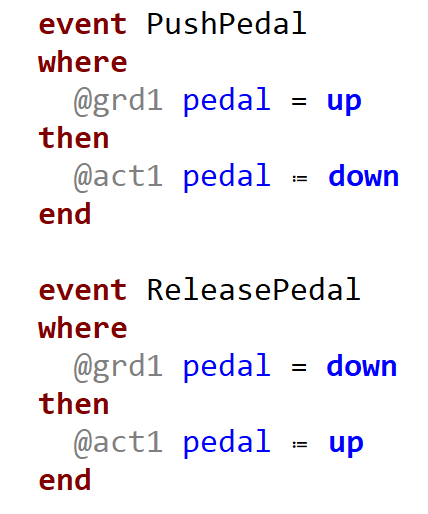 event PushPedal
where
@grd1 pedal = up
then
@act1 pedal ≔ down
end
event ReleasePedal
where
@grd1 pedal = down
then
@act1 pedal ≔ up
end